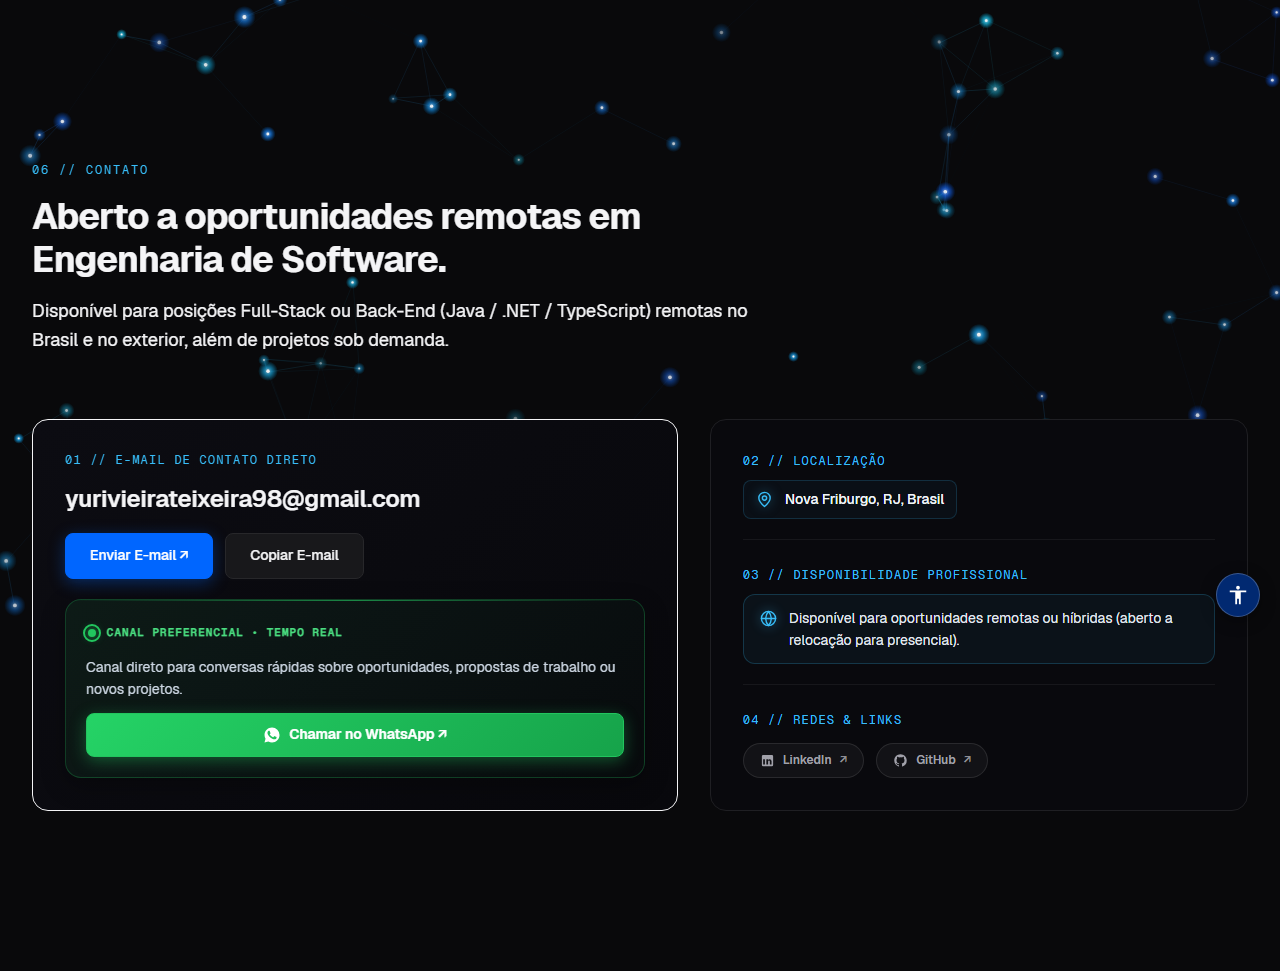 06 // CONTATO
Aberto a oportunidades remotas em
Engenharia de Software.
Disponível para posições Full-Stack ou Back-End (Java / .NET / TypeScript) remotas no
Brasil e no exterior, além de projetos sob demanda.
01 // E-MAIL DE CONTATO DIRETO
yurivieirateixeira98@gmail.com
Enviar E-mail ↗
Copiar E-mail
CANAL PREFERENCIAL • TEMPO REAL
Canal direto para conversas rápidas sobre oportunidades, propostas de trabalho ou
novos projetos.
Chamar no WhatsApp ↗
02 // LOCALIZAÇÃO
Nova Friburgo, RJ, Brasil
03 // DISPONIBILIDADE PROFISSIONAL
Disponível para oportunidades remotas ou híbridas (aberto a
relocação para presencial).
04 // REDES & LINKS
LinkedIn ↗
GitHub ↗